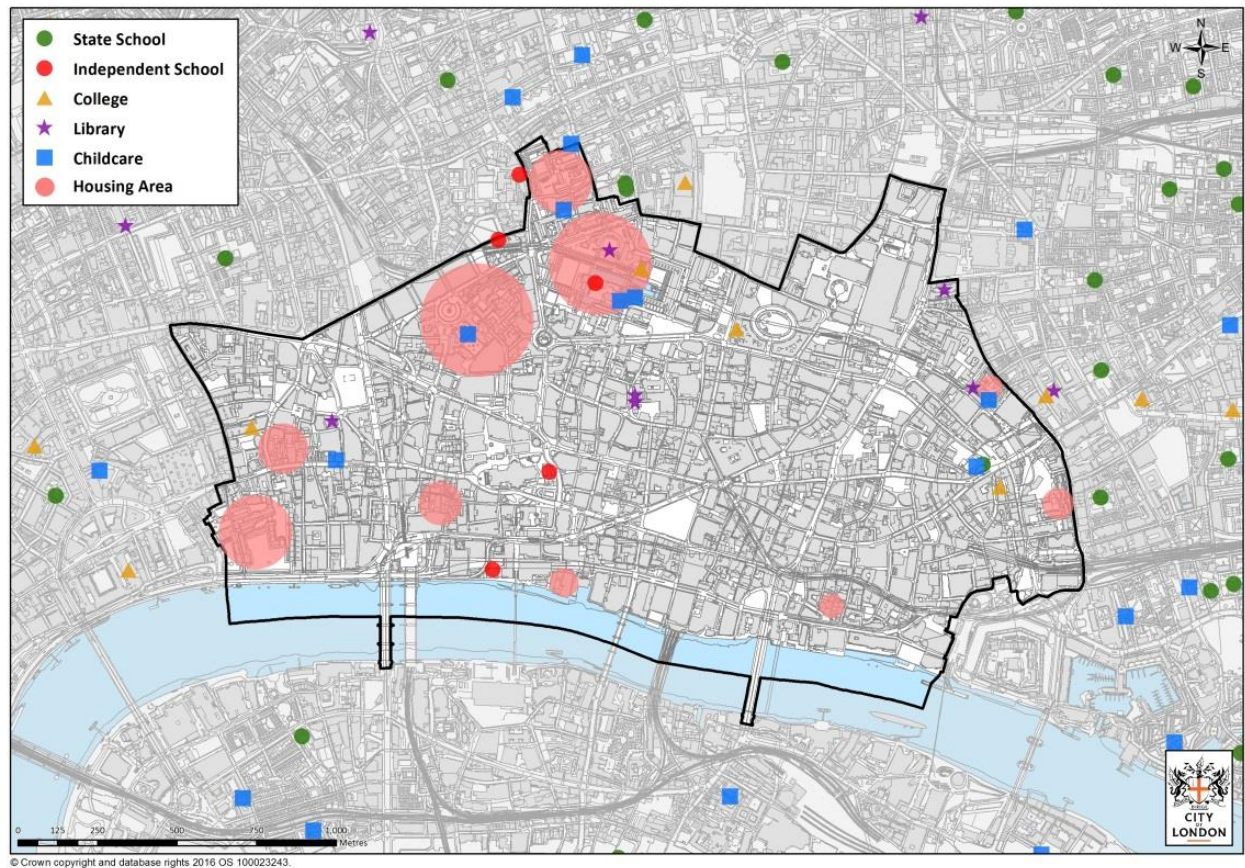 State School
Independent School
College
Library
Childcare
Housing Area
N
W E
S
0 125 250 500 750 1,000
Metres
CITY
OF
LONDON
© Crown copyright and database rights 2016 OS 100023243.